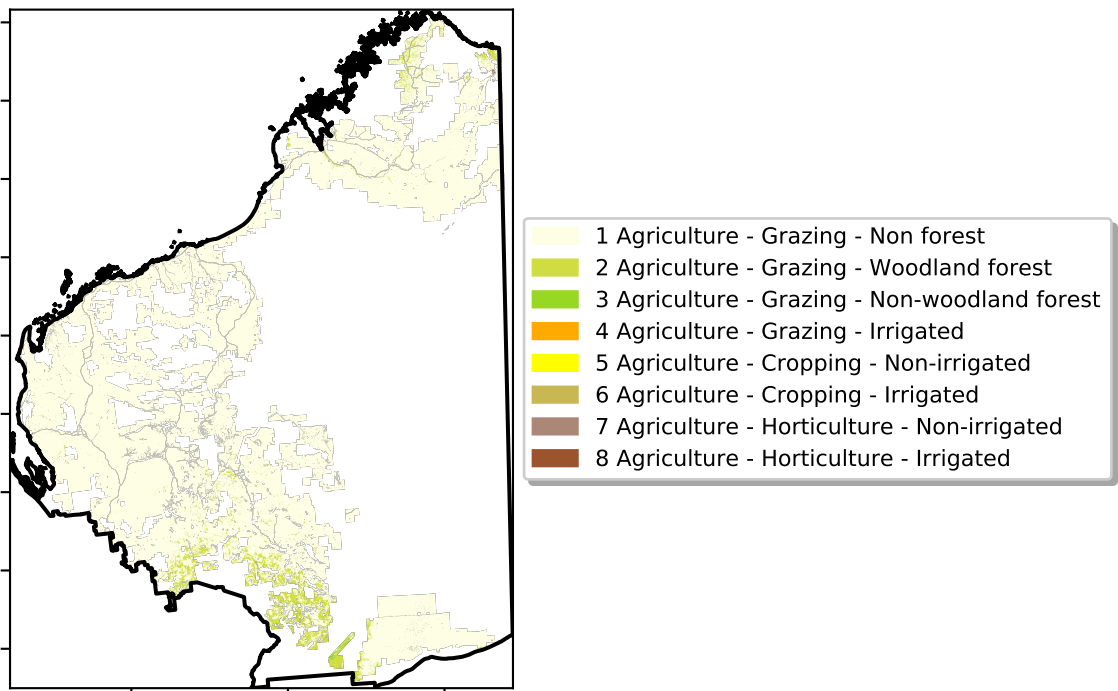 1 Agriculture - Grazing - Non forest
2 Agriculture - Grazing - Woodland forest
3 Agriculture - Grazing - Non-woodland forest
4 Agriculture - Grazing - Irrigated
5 Agriculture - Cropping - Non-irrigated
6 Agriculture - Cropping - Irrigated
7 Agriculture - Horticulture - Non-irrigated
8 Agriculture - Horticulture - Irrigated